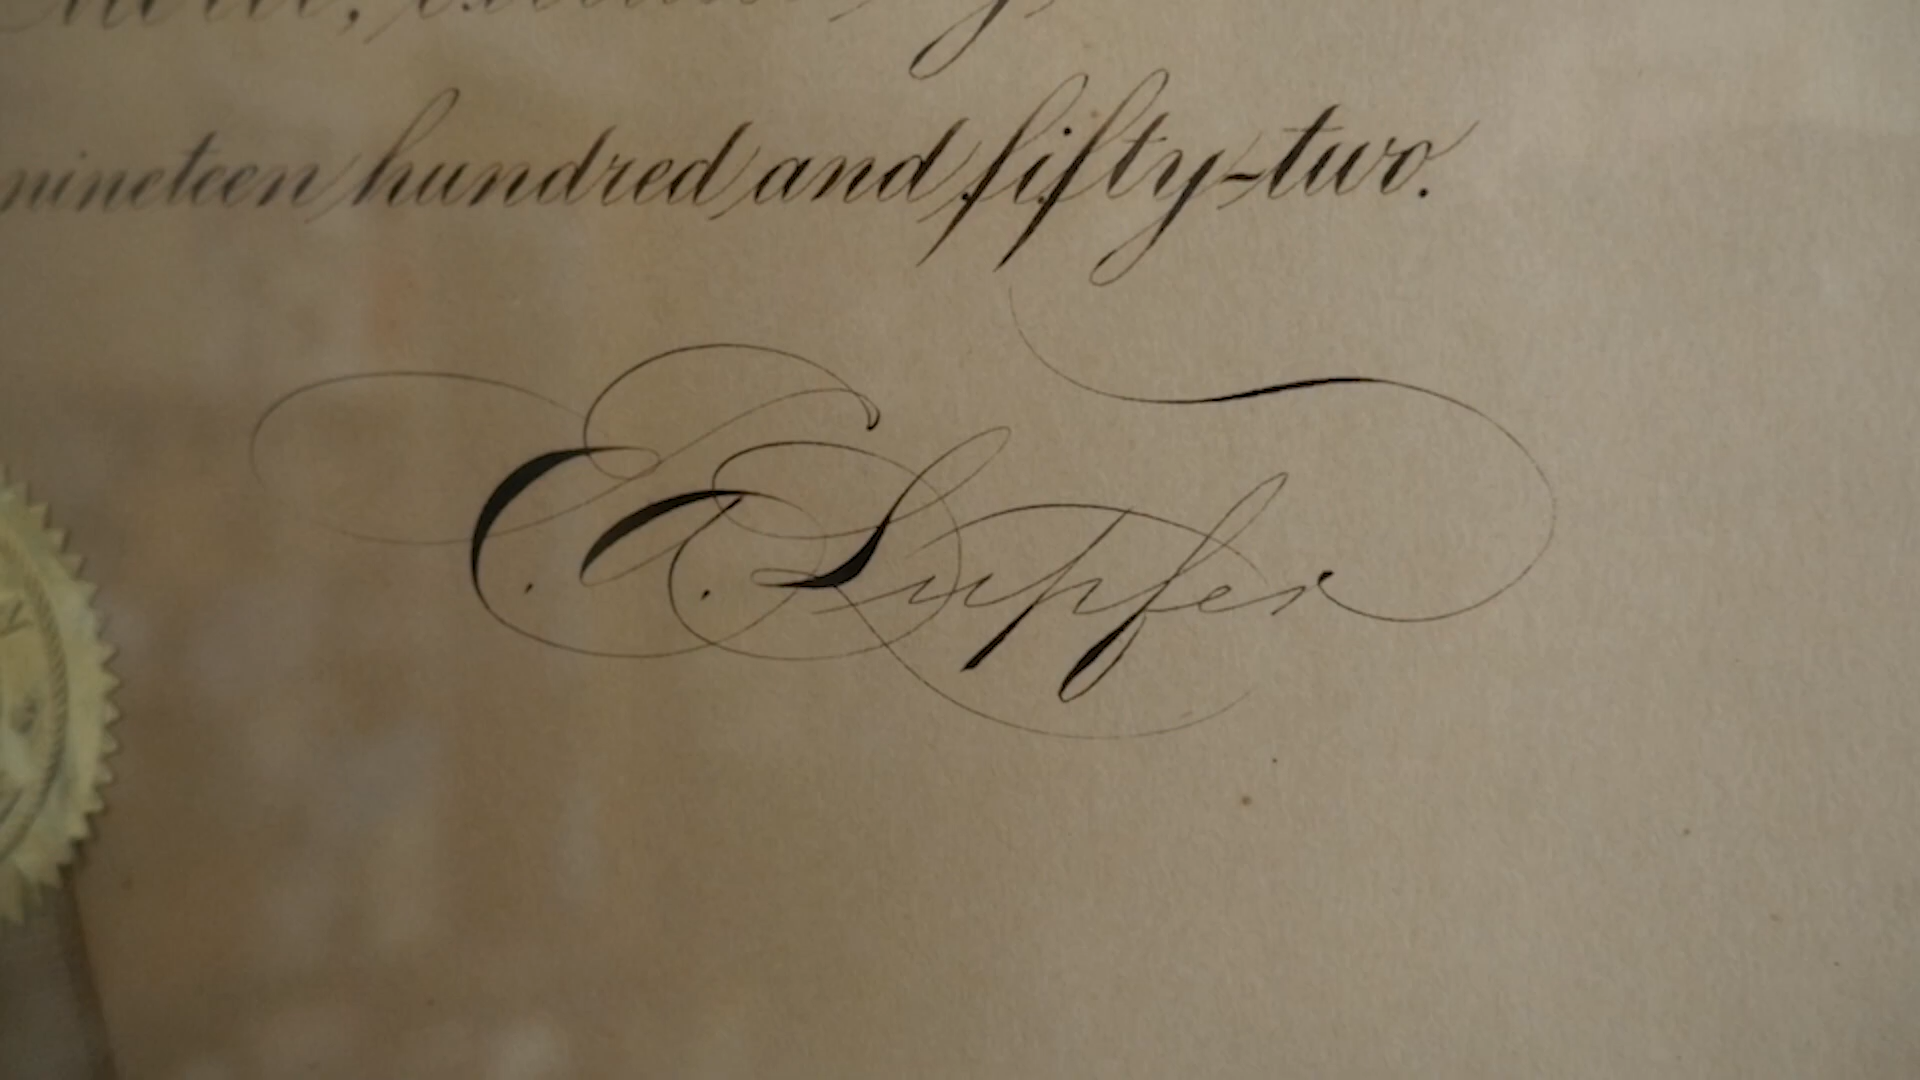 nineteen hundred and fifty-two.
E. A. Lupfer